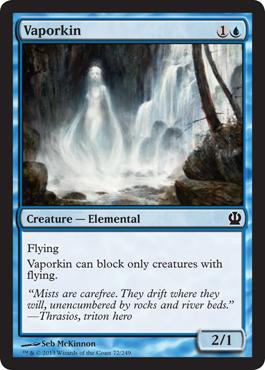 Vaporkin 1
Creature — Elemental
Flying
Vaporkin can block only creatures with
flying.
“Mists are carefree. They drift where they
will, unencumbered by rocks and river beds.”
—Thrasios, triton hero
Seb McKinnon
™ & © 2013 Wizards of the Coast 72/249
2/1